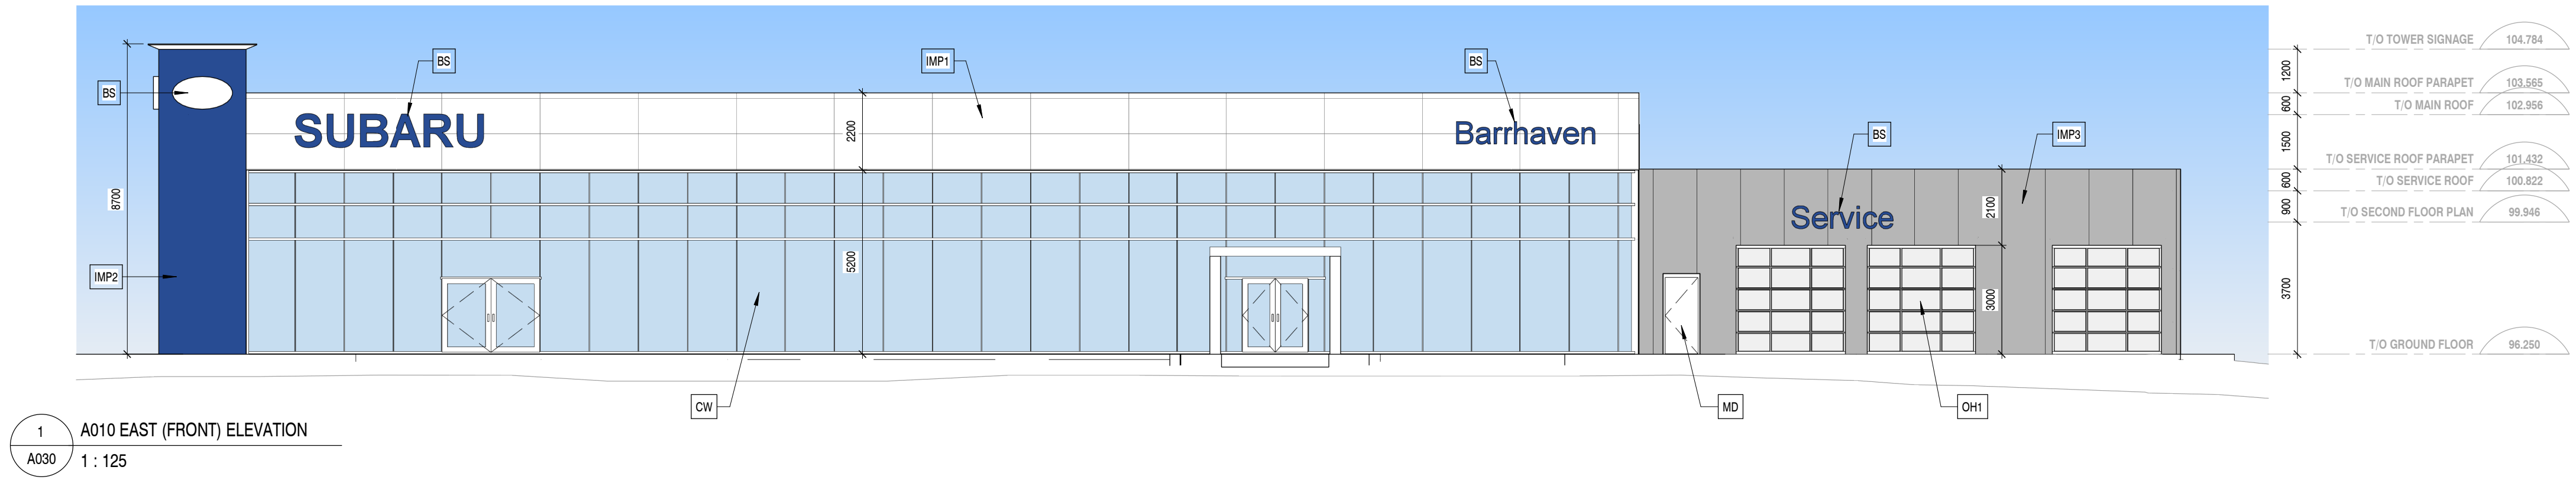 T/O TOWER SIGNAGE 104.784
BS
IMP1
BS
1200
BS
T/O MAIN ROOF PARAPET 103.565
600
T/O MAIN ROOF 102.956
SUBARU
2200
Barrhaven
BS
IMP3
1500
T/O SERVICE ROOF PARAPET 101.432
600
T/O SERVICE ROOF 100.822
8700
2100
900
T/O SECOND FLOOR PLAN 99.946
Service
5200
IMP2
3000
3700
T/O GROUND FLOOR 96.250
CW
MD
OH1
1
A010 EAST (FRONT) ELEVATION
A030
1 : 125